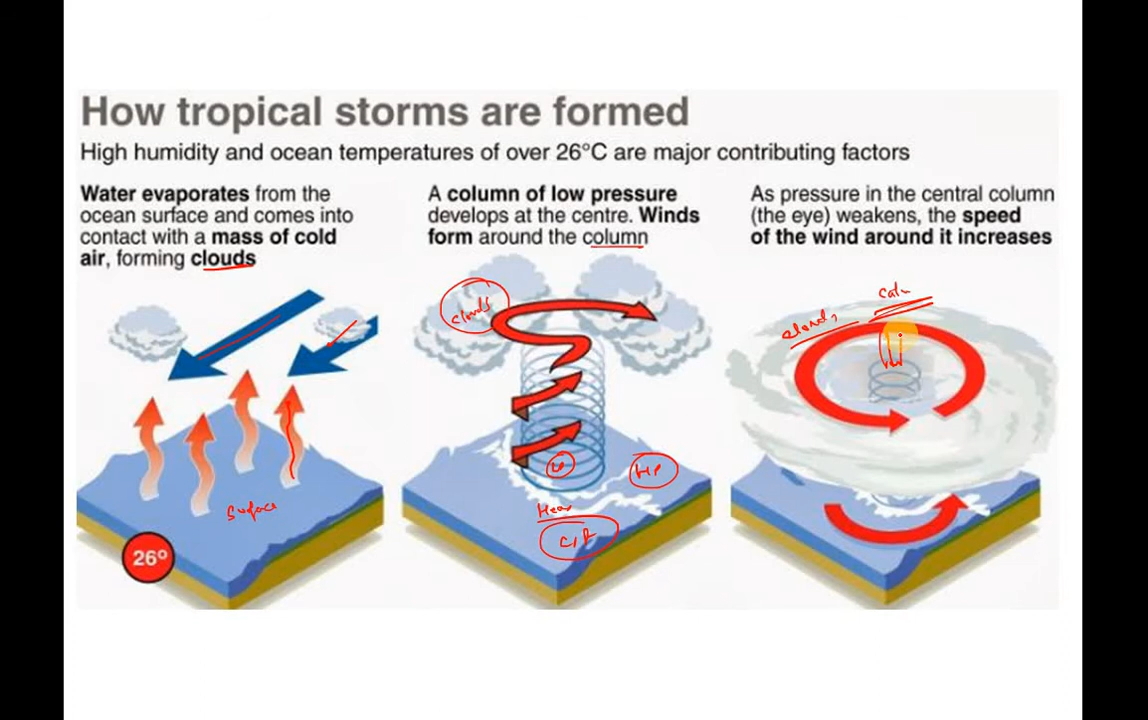 How tropical storms are formed
High humidity and ocean temperatures of over 26°C are major contributing factors
Water evaporates from the
ocean surface and comes into
contact with a mass of cold
air, forming clouds
A column of low pressure
develops at the centre. Winds
form around the column
As pressure in the central column
(the eye) weakens, the speed
of the wind around it increases
clouds
calm
clouds
LP
HP
Surface
26°